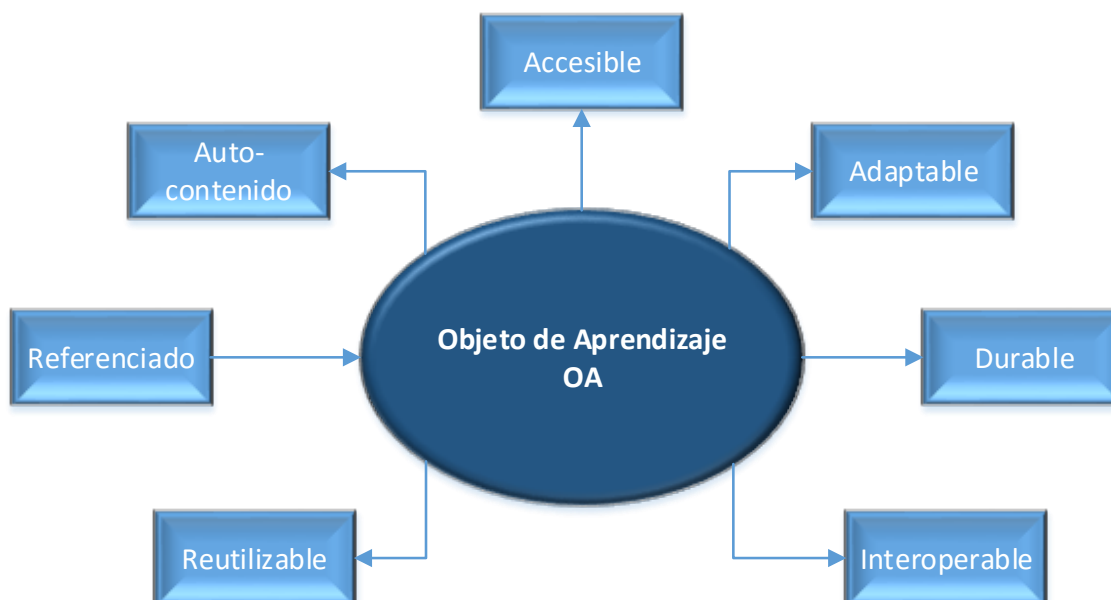 Accesible
Auto-
contenido
Adaptable
Objeto de Aprendizaje
OA
Referenciado
Durable
Reutilizable
Interoperable